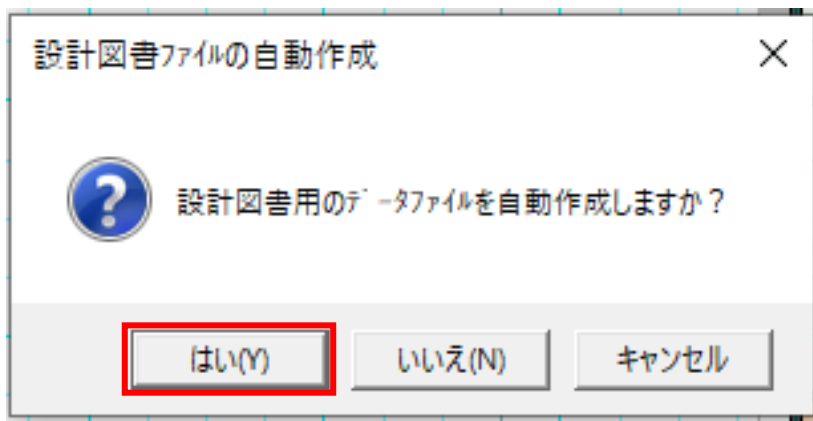 設計図書ﾌｧｲﾙの自動作成
設計図書用のﾃﾞｰﾀﾌｧｲﾙを自動作成しますか？
はい(Y)
いいえ(N)
キャンセル